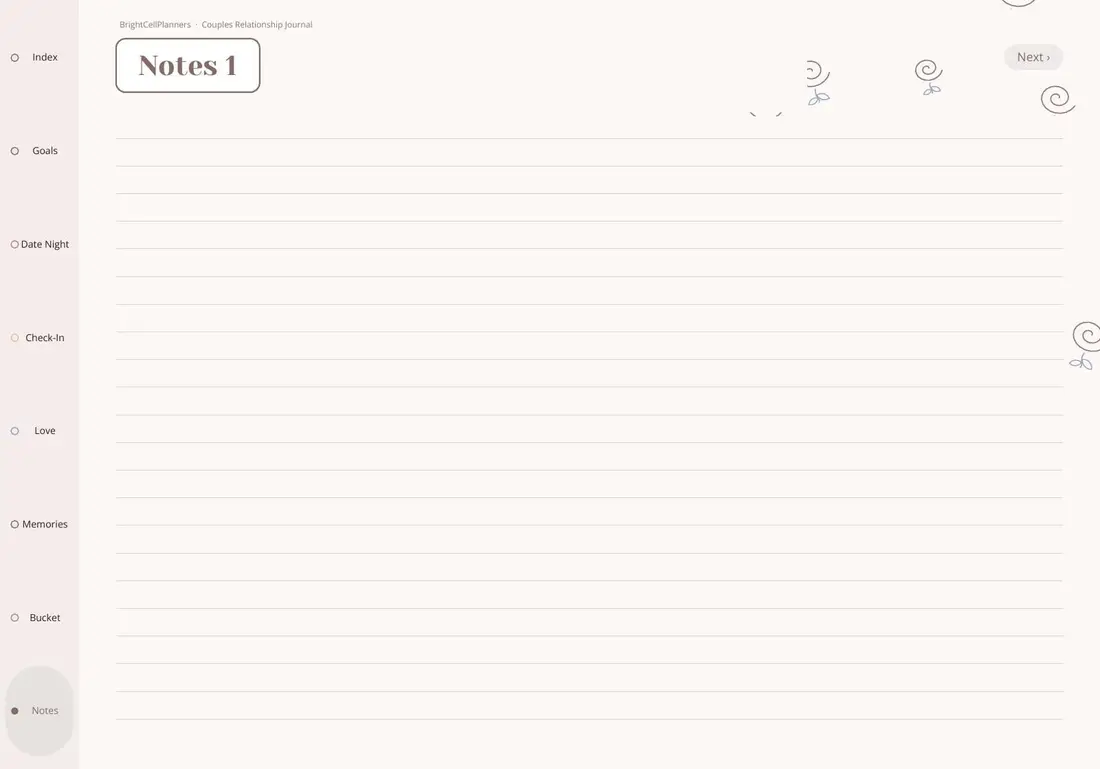 BrightCellPlanners · Couples Relationship Journal
Notes 1
Next ›
Index
Goals
Date Night
Check-In
Love
Memories
Bucket
Notes